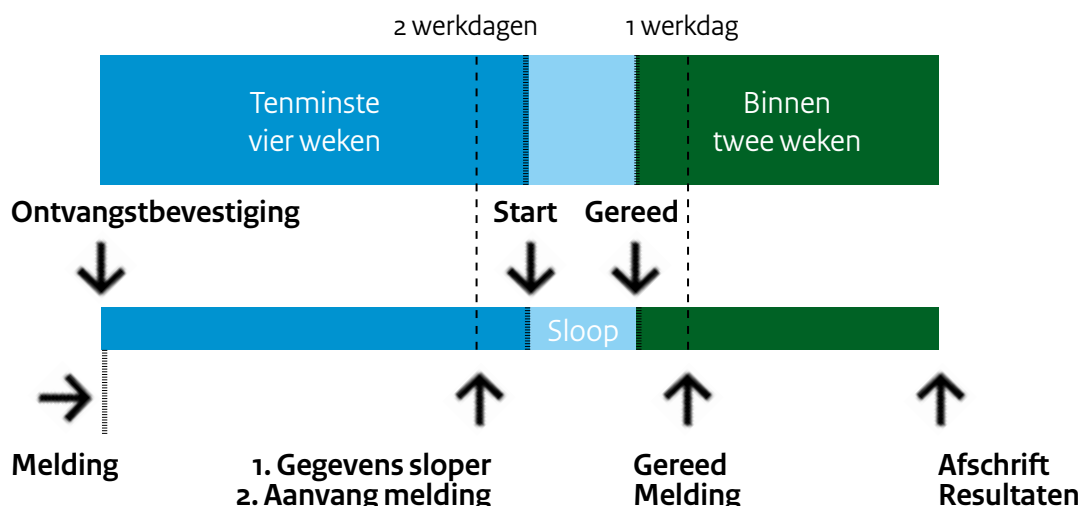 2 werkdagen
1 werkdag
Tenminste
vier weken
Binnen
twee weken
Ontvangstbevestiging
Start
Gereed
Sloop
Melding
1. Gegevens sloper
2. Aanvang melding
Gereed
Melding
Afschrift
Resultaten